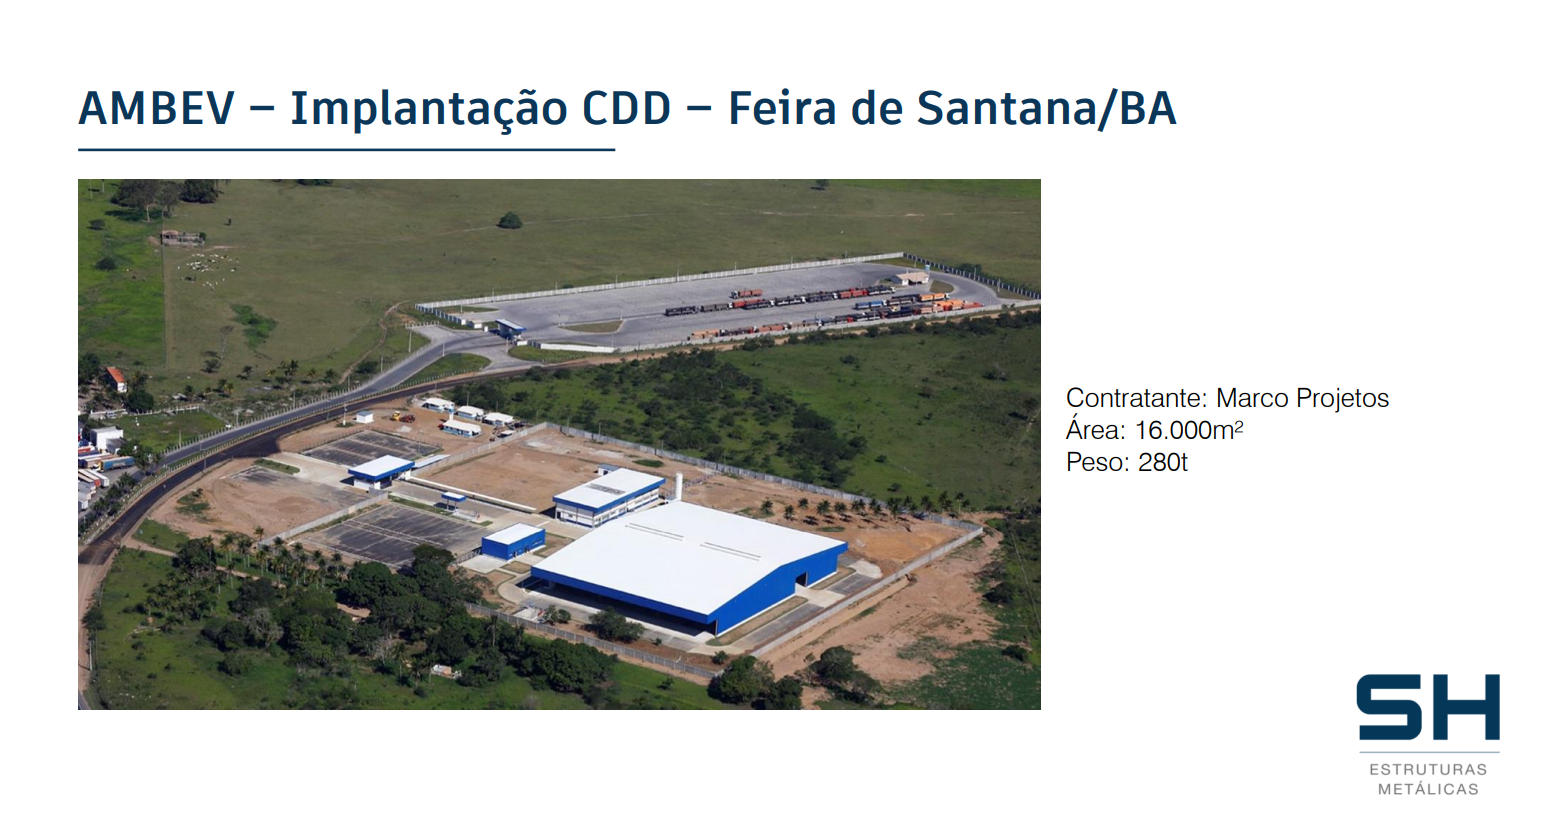 AMBEV – Implantação CDD – Feira de Santana/BA
Contratante: Marco Projetos
Área: 16.000m²
Peso: 280t
SH
ESTRUTURAS
METÁLICAS